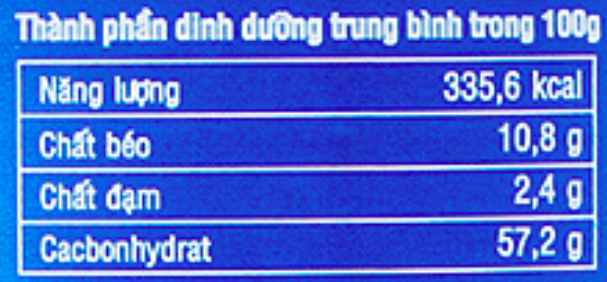 Thành phần dinh dưỡng trung bình trong 100g
Năng lượng 335,6 kcal
Chất béo 10,8 g
Chất đạm 2,4 g
Cacbonhydrat 57,2 g